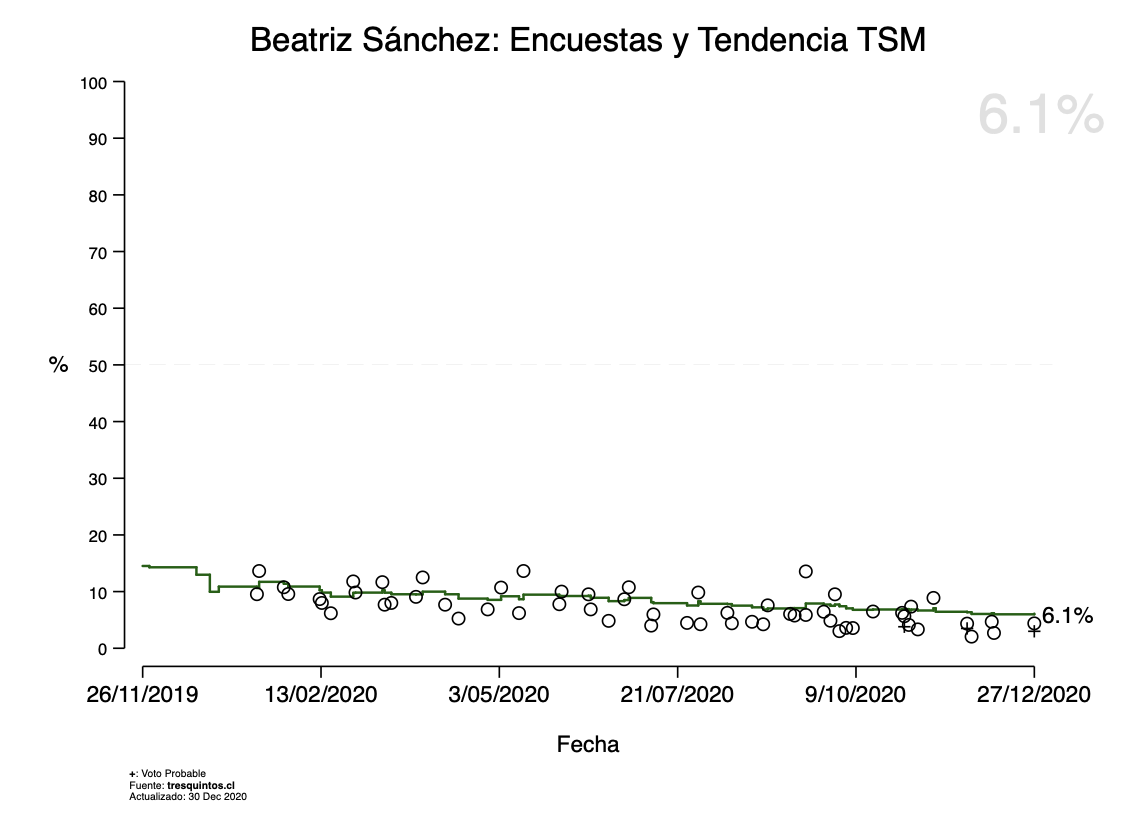 Beatriz Sánchez: Encuestas y Tendencia TSM
6.1%
100
90
80
70
60
50
40
30
20
10
0
%
6.1%
26/11/2019 13/02/2020 3/05/2020 21/07/2020 9/10/2020 27/12/2020
Fecha
+: Voto Probable
Fuente: tresquintos.cl
Actualizado: 30 Dec 2020